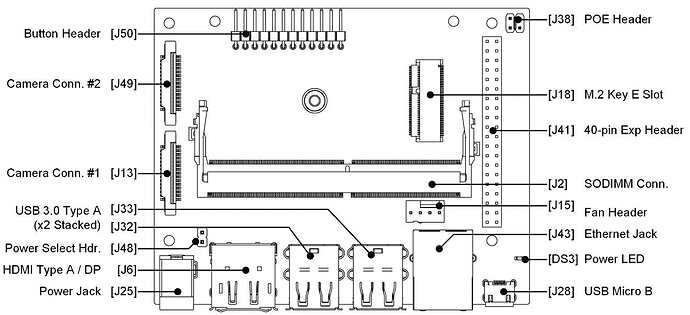 Button Header [J50]
Camera Conn. #2 [J49]
Camera Conn. #1 [J13]
USB 3.0 Type A [J33]
(x2 Stacked) [J32]
Power Select Hdr. [J48]
HDMI Type A / DP [J6]
Power Jack [J25]
[J38] POE Header
[J18] M.2 Key E Slot
[J41] 40-pin Exp Header
[J2] SODIMM Conn.
[J15] Fan Header
[J43] Ethernet Jack
[DS3] Power LED
[J28] USB Micro B